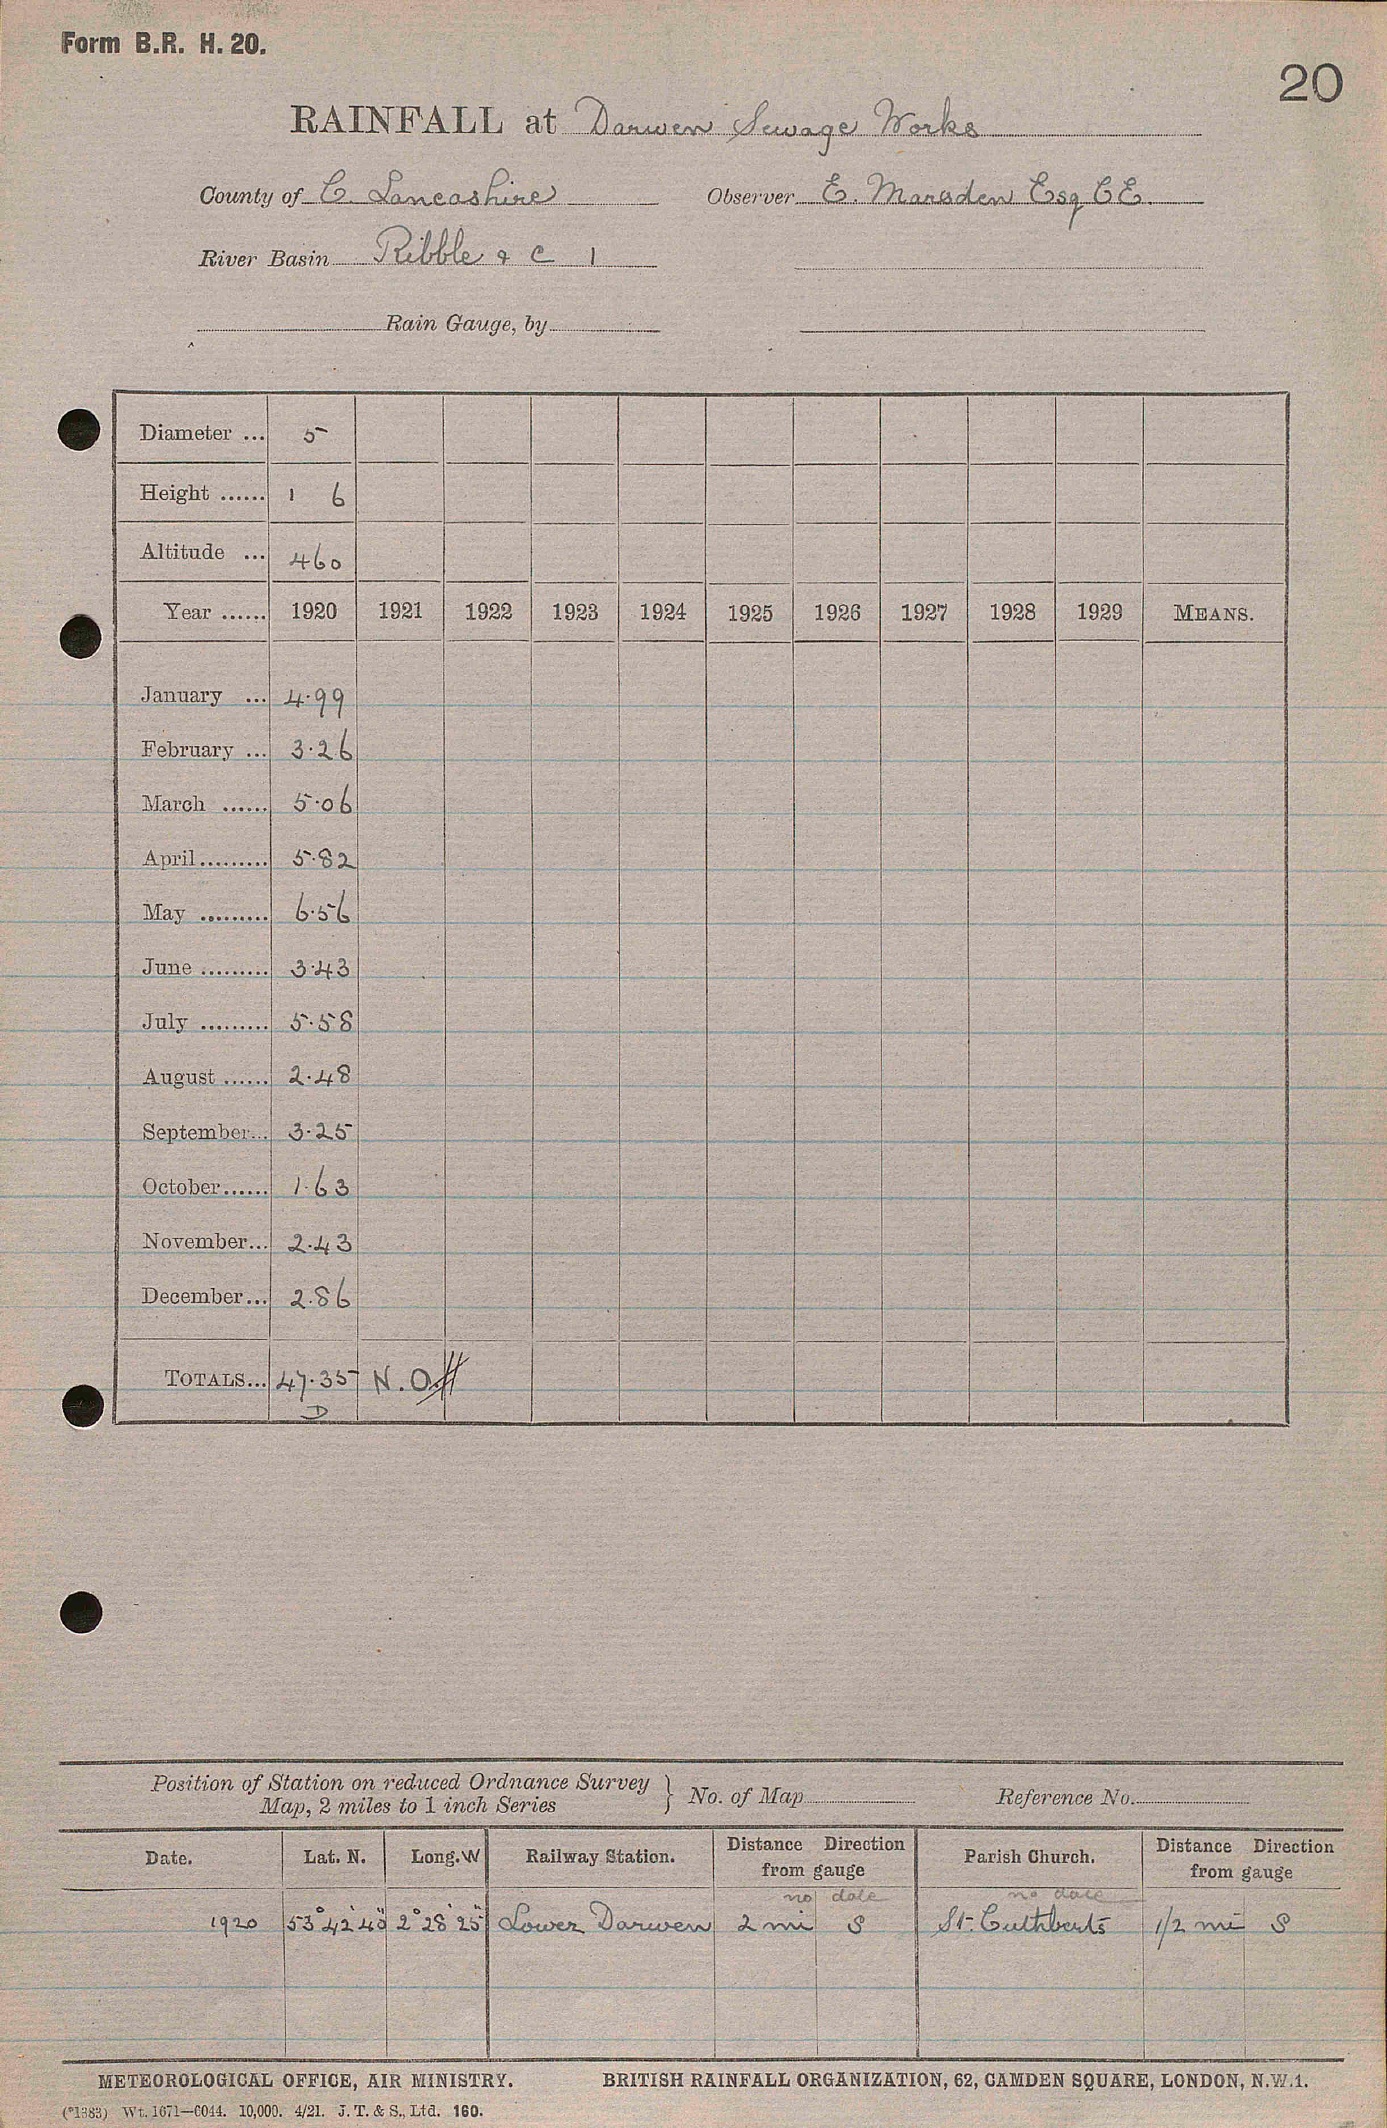 Form B.R. H. 20.
20
RAINFALL at Darwen Sewage Works
County of C. Lancashire Observer E. Marsden Esq C E.
River Basin Ribble & C 1
Rain Gauge, by
Diameter ... 5
Height ...... 1 6
Altitude ... 460
Year ...... 1920 1921 1922 1923 1924 1925 1926 1927 1928 1929 MEANS.
January ... 4.99
February ... 3.26
March ...... 5.06
April ......... 5.82
May ......... 6.56
June ......... 3.43
July ......... 5.58
August ...... 2.48
September... 3.25
October...... 1.63
November... 2.43
December... 2.86
TOTALS... 47.35 N.O.
D
Position of Station on reduced Ordnance Survey
Map, 2 miles to 1 inch Series } No. of Map Reference No.
Date. Lat. N. Long. W Railway Station. Distance Direction from gauge Parish Church. Distance Direction from gauge
no date no date
1920 53° 42' 40" 2° 28' 25" Lower Darwen 2 mi S St. Cuthberts 1/2 mi S
METEOROLOGICAL OFFICE, AIR MINISTRY. BRITISH RAINFALL ORGANIZATION, 62, CAMDEN SQUARE, LONDON, N.W.1.
(*1383) Wt. 1671—6044. 10,000. 4/21. J. T. & S., Ltd. 160.